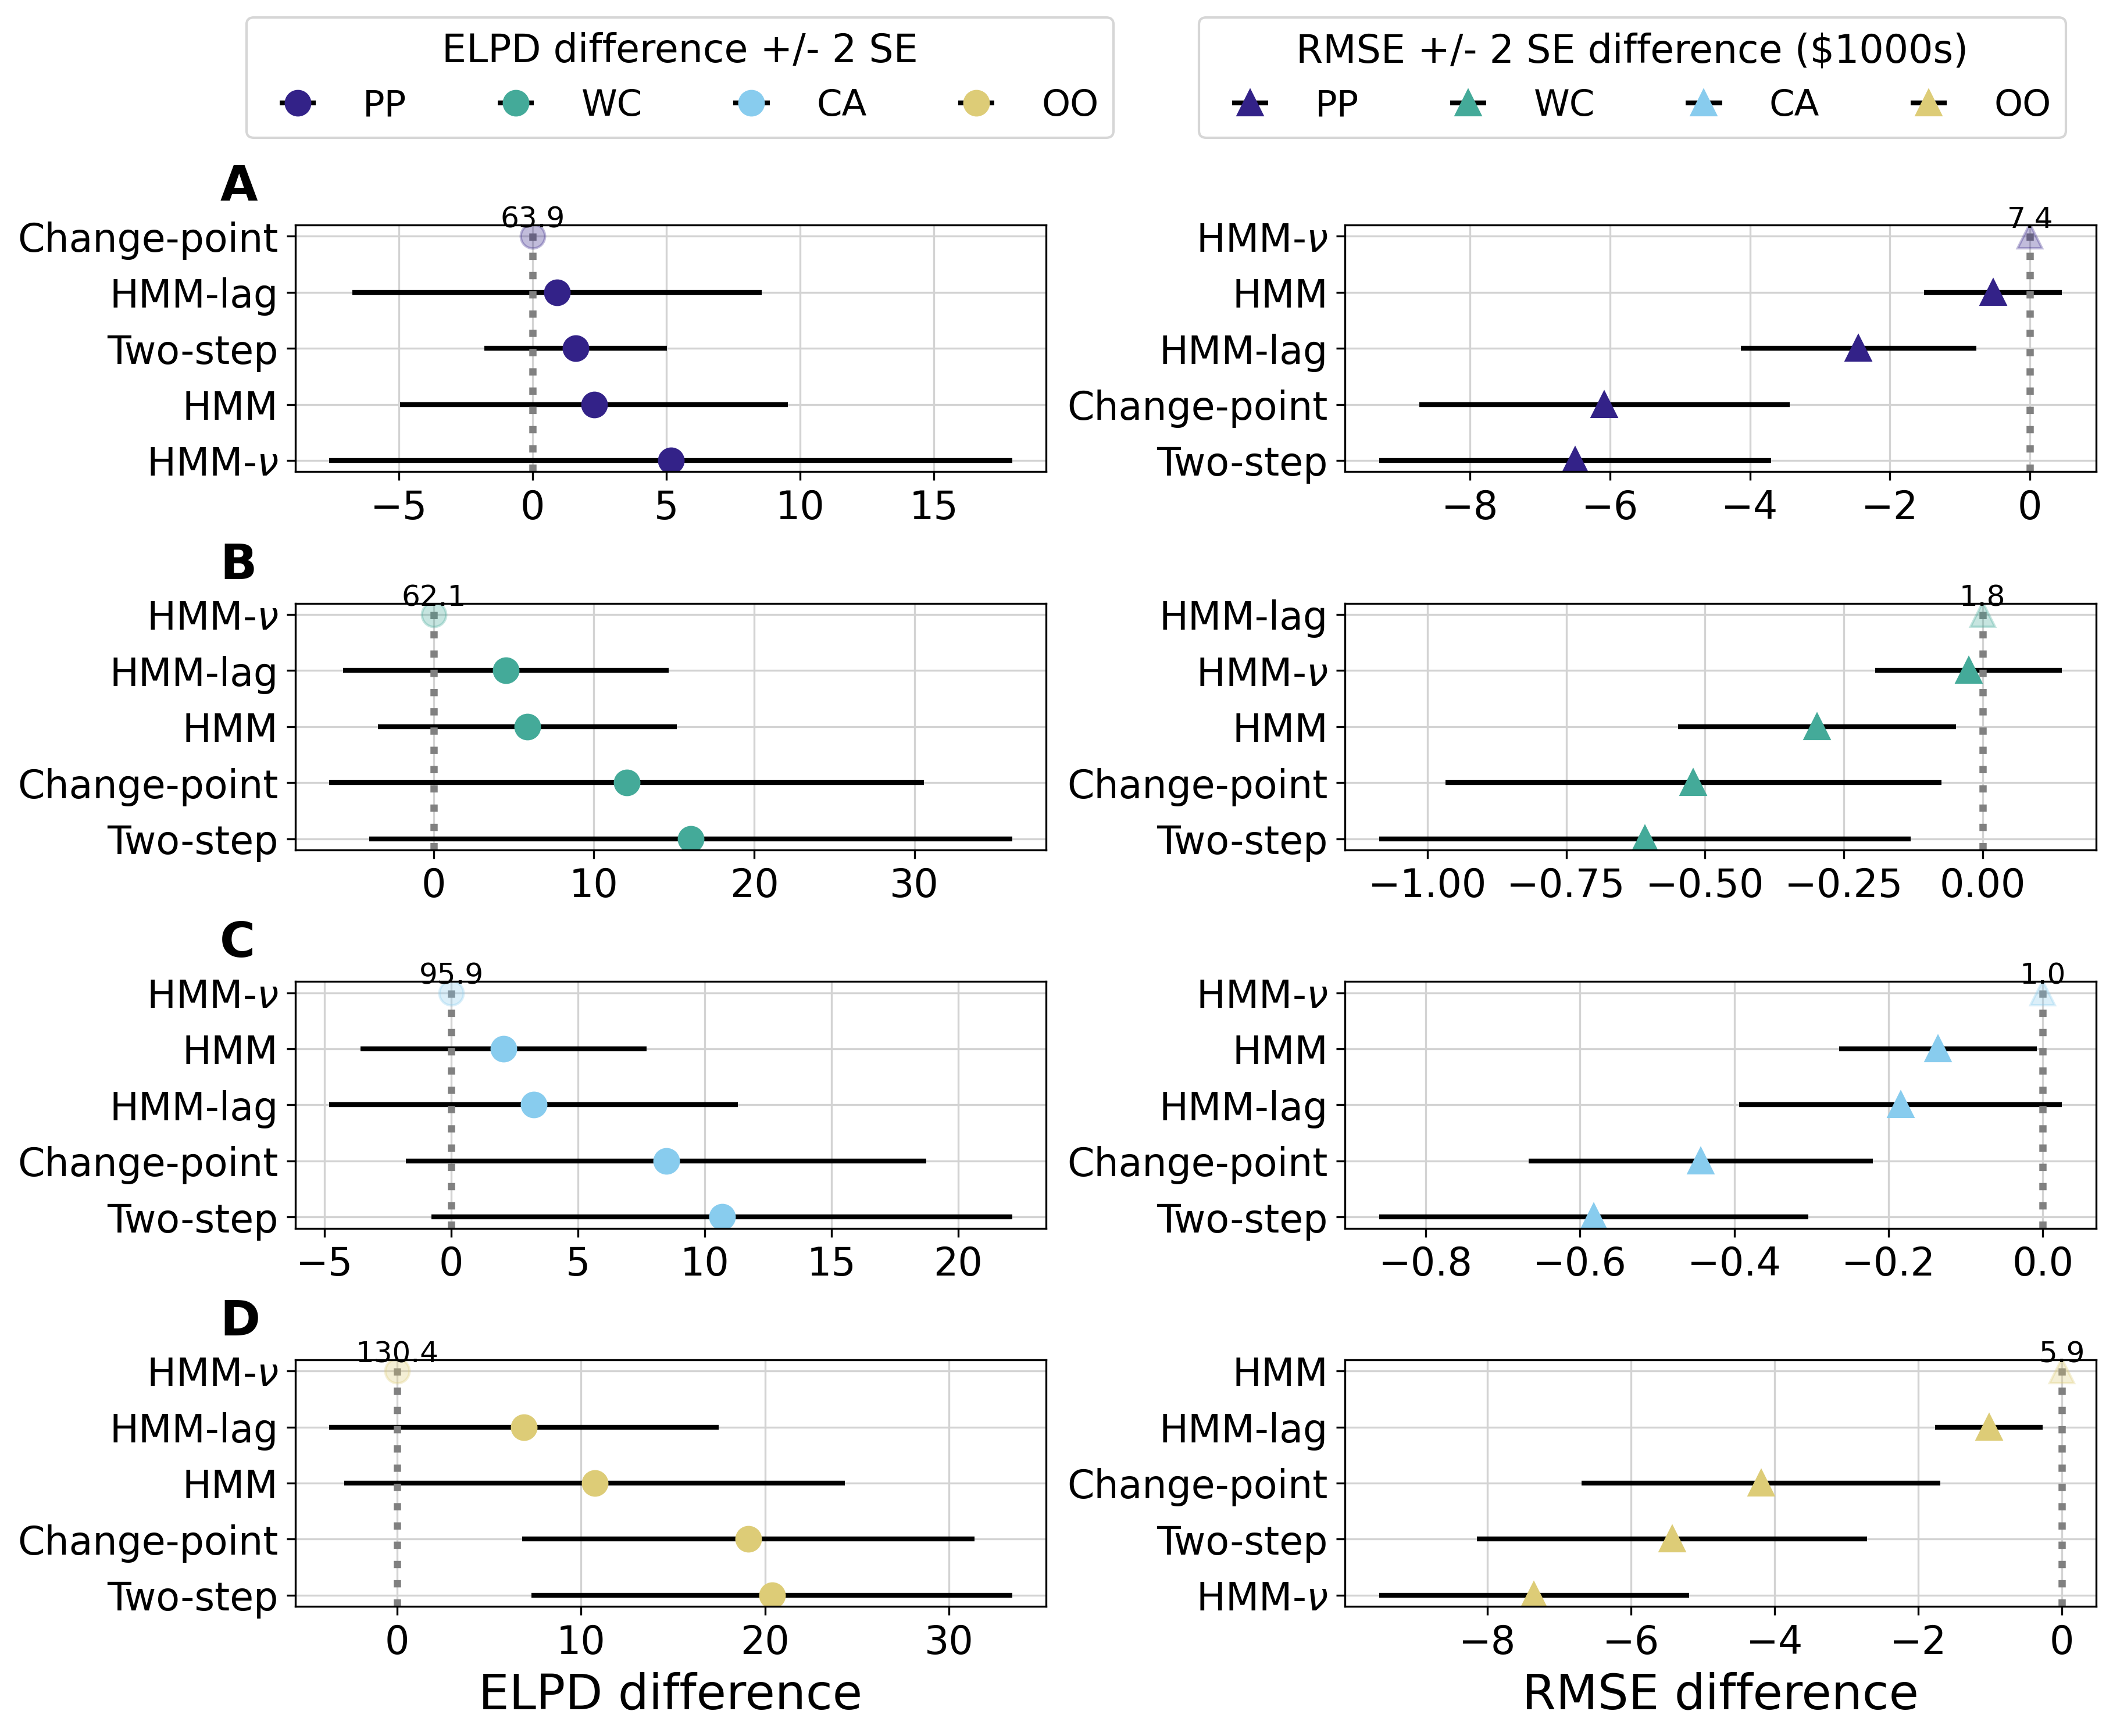 ELPD difference +/- 2 SE
PP WC CA OO
RMSE +/- 2 SE difference ($1000s)
PP WC CA OO
A
63.9
Change-point
HMM-lag
Two-step
HMM
HMM-ν
−5 0 5 10 15
7.4
HMM-ν
HMM
HMM-lag
Change-point
Two-step
−8 −6 −4 −2 0
B
62.1
HMM-ν
HMM-lag
HMM
Change-point
Two-step
0 10 20 30
1.8
HMM-lag
HMM-ν
HMM
Change-point
Two-step
−1.00 −0.75 −0.50 −0.25 0.00
C
95.9
HMM-ν
HMM
HMM-lag
Change-point
Two-step
−5 0 5 10 15 20
1.0
HMM-ν
HMM
HMM-lag
Change-point
Two-step
−0.8 −0.6 −0.4 −0.2 0.0
D
130.4
HMM-ν
HMM-lag
HMM
Change-point
Two-step
0 10 20 30
ELPD difference
5.9
HMM
HMM-lag
Change-point
Two-step
HMM-ν
−8 −6 −4 −2 0
RMSE difference